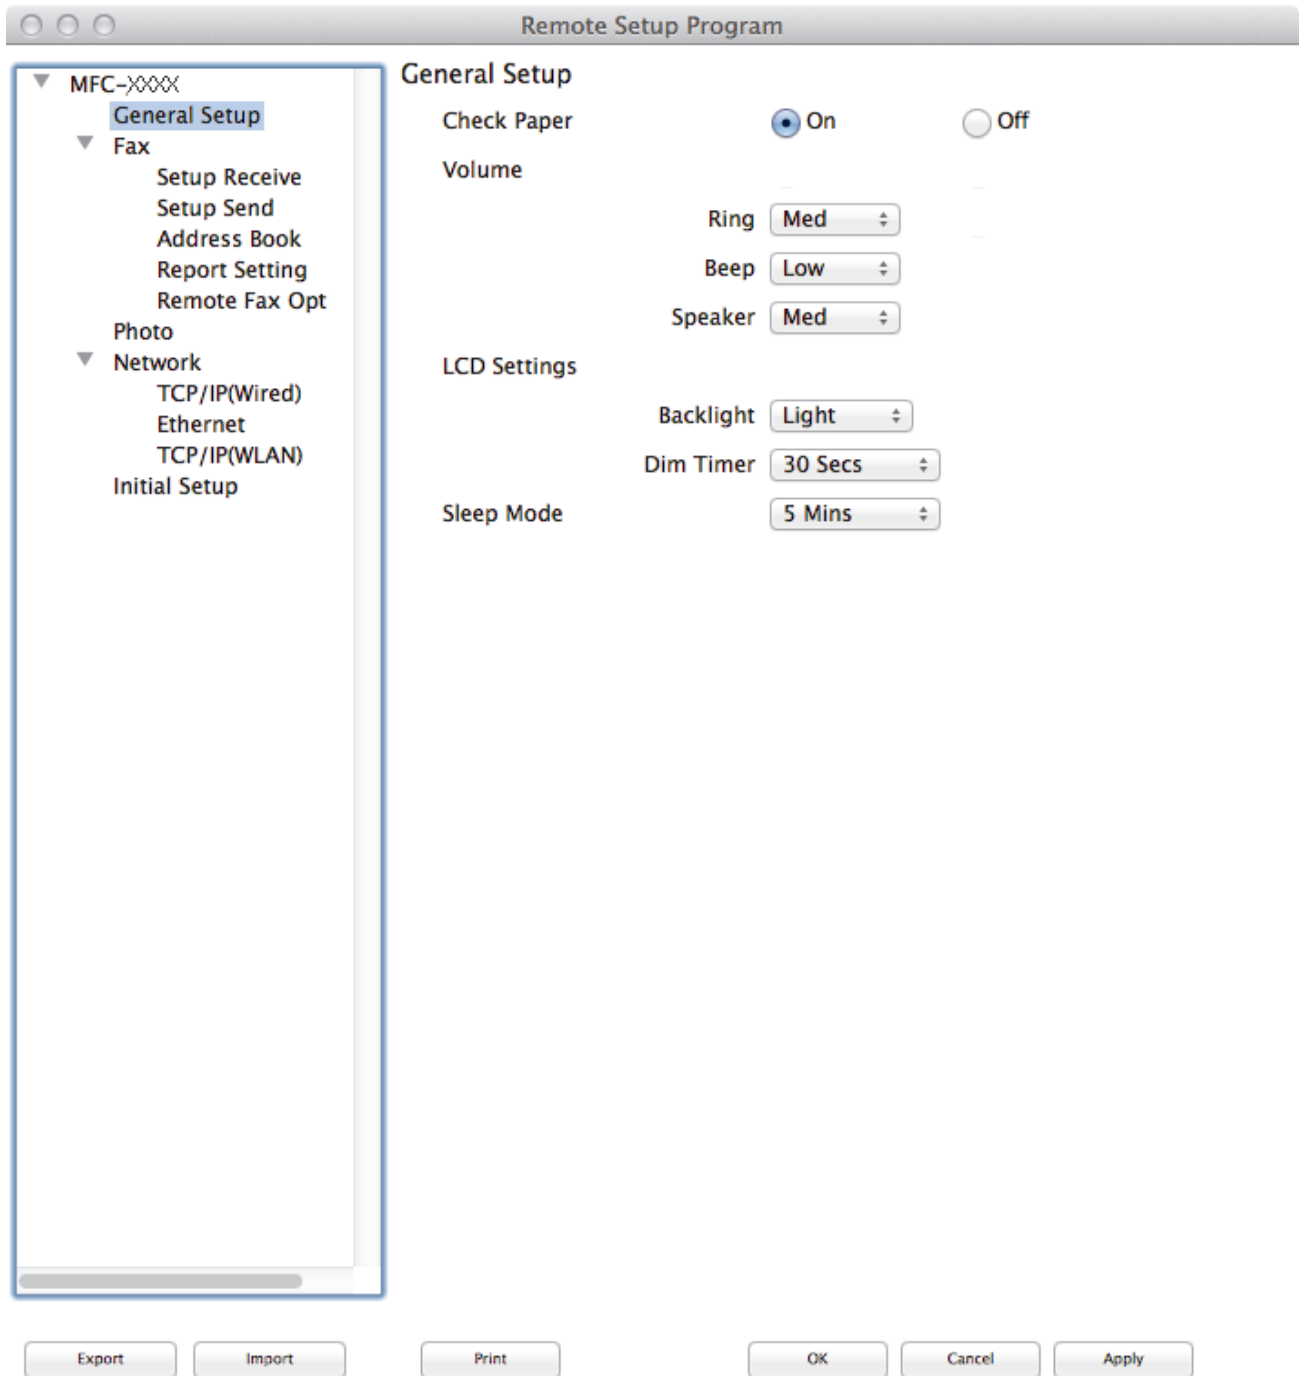 Remote Setup Program
MFC-XXXX
General Setup
Fax
Setup Receive
Setup Send
Address Book
Report Setting
Remote Fax Opt
Photo
Network
TCP/IP(Wired)
Ethernet
TCP/IP(WLAN)
Initial Setup
General Setup
Check Paper On Off
Volume
Ring Med
Beep Low
Speaker Med
LCD Settings
Backlight Light
Dim Timer 30 Secs
Sleep Mode 5 Mins
Export Import Print OK Cancel Apply